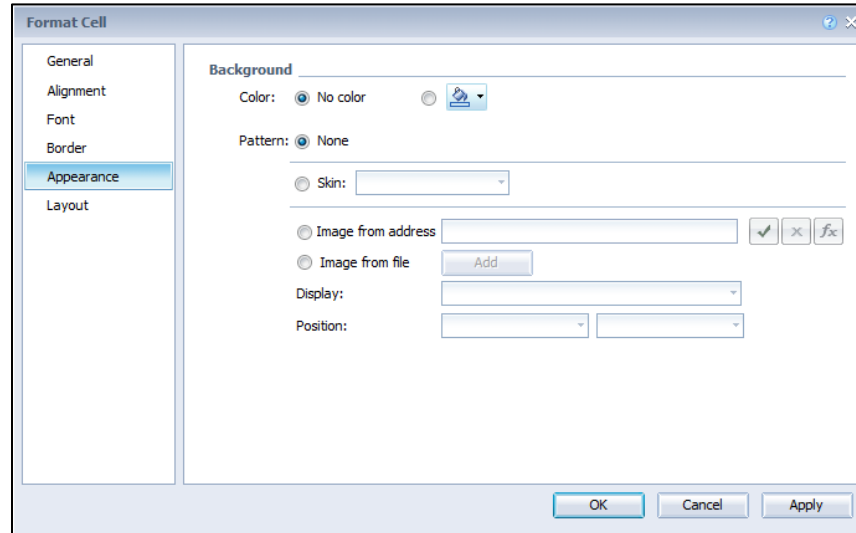 Format Cell
General
Alignment
Font
Border
Appearance
Layout
Background
Color: No color
Pattern: None
Skin:
Image from address
fx
Image from file Add
Display:
Position:
OK Cancel Apply